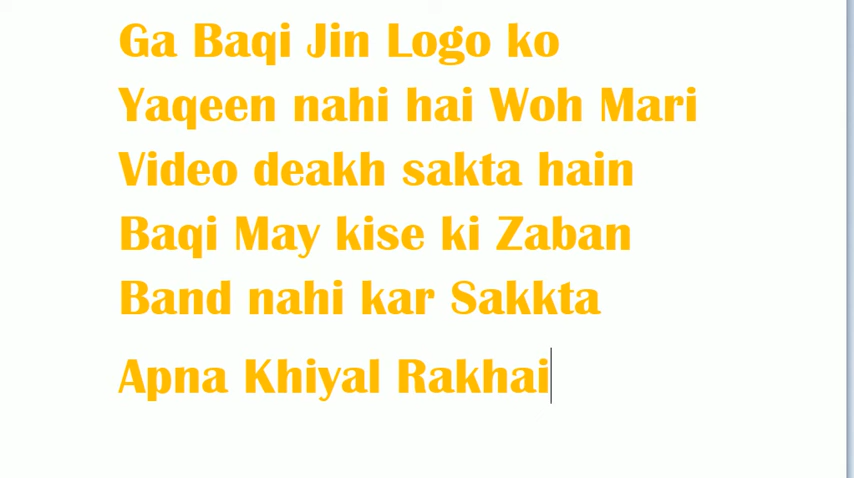 Ga Baqi Jin Logo ko
Yaqeen nahi hai Woh Mari
Video deakh sakta hain
Baqi May kise ki Zaban
Band nahi kar Sakkta
Apna Khiyal Rakhai